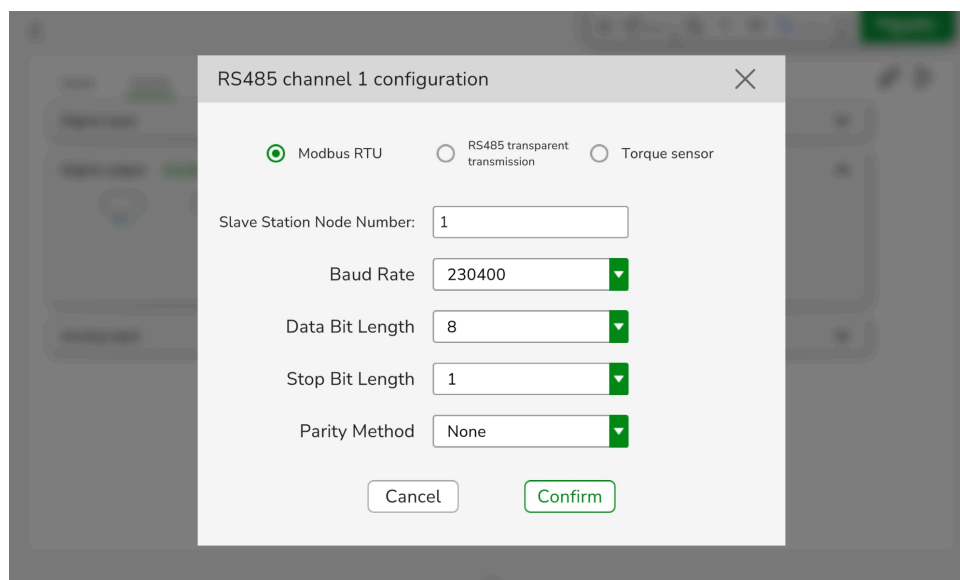 RS485 channel 1 configuration
Modbus RTU
RS485 transparent
transmission
Torque sensor
Slave Station Node Number:
1
Baud Rate
230400
Data Bit Length
8
Stop Bit Length
1
Parity Method
None
Cancel
Confirm